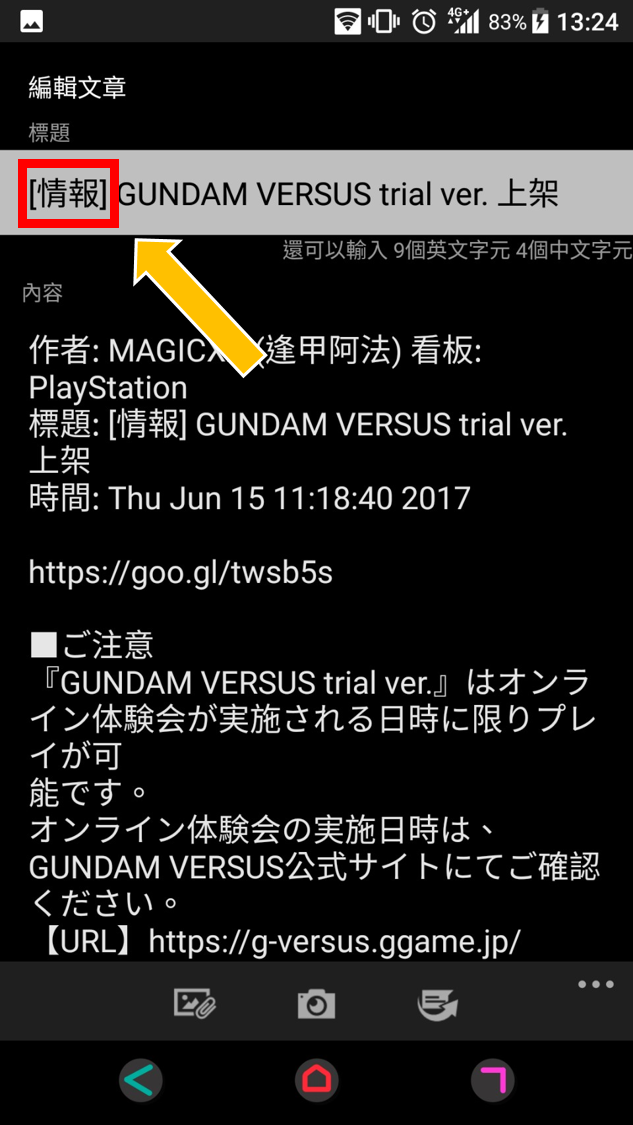 4G+ 83% 13:24
編輯文章
標題
[情報] GUNDAM VERSUS trial ver. 上架
還可以輸入 9個英文字元 4個中文字元
內容
作者: MAGICX (逢甲阿法) 看板:
PlayStation
標題: [情報] GUNDAM VERSUS trial ver.
上架
時間: Thu Jun 15 11:18:40 2017
https://goo.gl/twsb5s
■ご注意
『GUNDAM VERSUS trial ver.』はオンラ
イン体験会が実施される日時に限りプレ
イが可
能です。
オンライン体験会の実施日時は、
GUNDAM VERSUS公式サイトにてご確認
ください。
【URL】https://g-versus.ggame.jp/